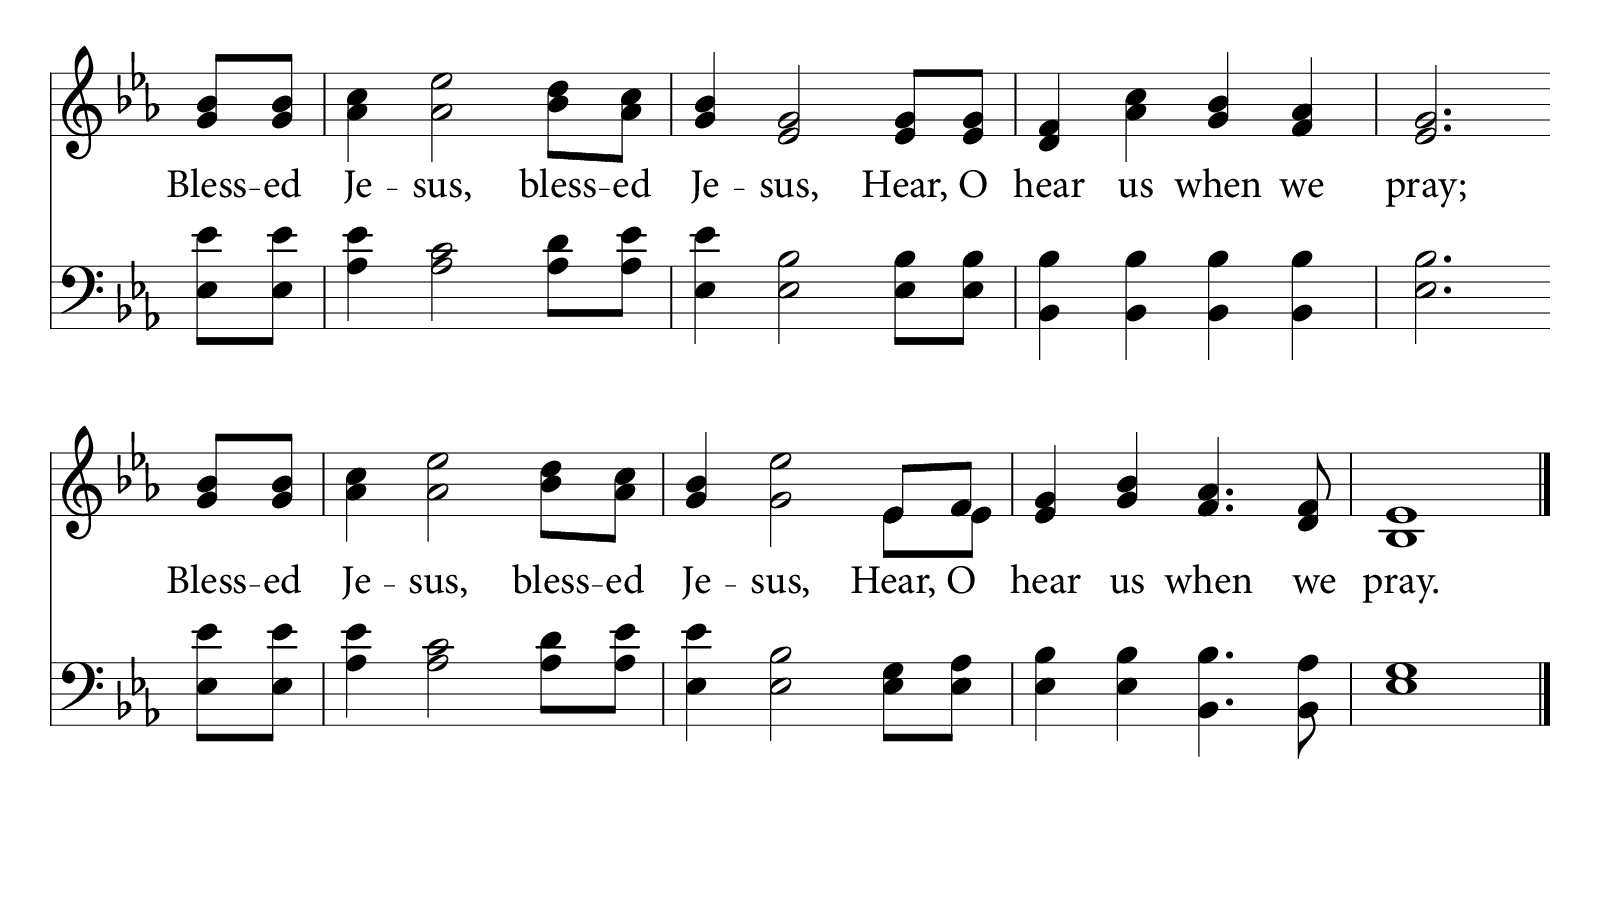 Bless-ed Je - sus, bless-ed Je - sus, Hear, O hear us when we pray;
Bless-ed Je - sus, bless-ed Je - sus, Hear, O hear us when we pray.